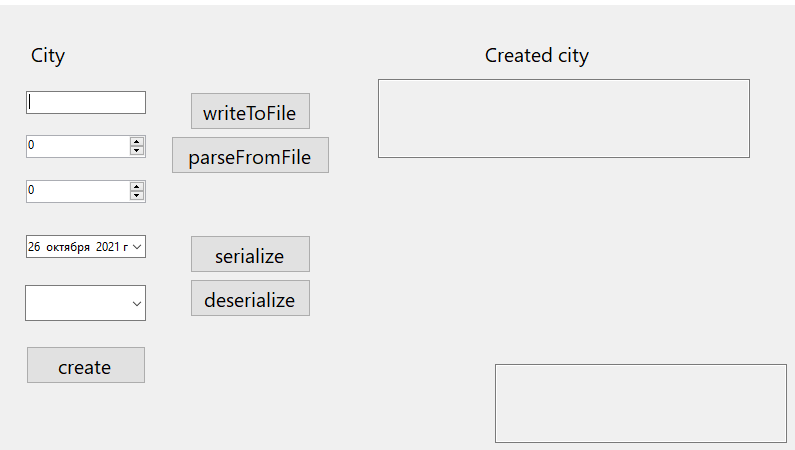 City
Created city
writeToFile
0
parseFromFile
0
26 октября 2021 г
serialize
deserialize
create